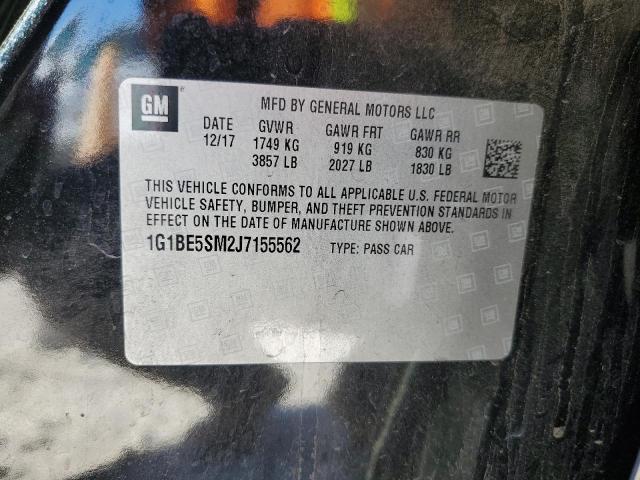 GM
MFD BY GENERAL MOTORS LLC
DATE GVWR GAWR FRT GAWR RR
12/17 1749 KG 919 KG 830 KG
3857 LB 2027 LB 1830 LB
THIS VEHICLE CONFORMS TO ALL APPLICABLE U.S. FEDERAL MOTOR
VEHICLE SAFETY, BUMPER, AND THEFT PREVENTION STANDARDS IN
EFFECT ON THE DATE OF MANUFACTURE SHOWN ABOVE.
1G1BE5SM2J7155562 TYPE: PASS CAR